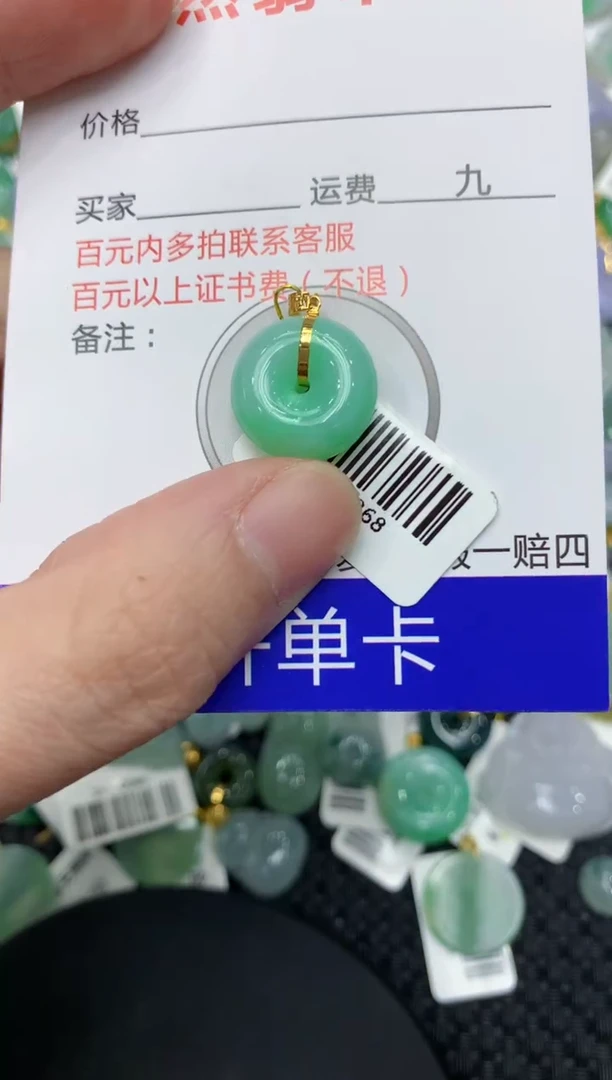 价格
买家 运费 九
百元内多拍联系客服
百元以上证书费（不退）
备注：
968
一赔四
单卡